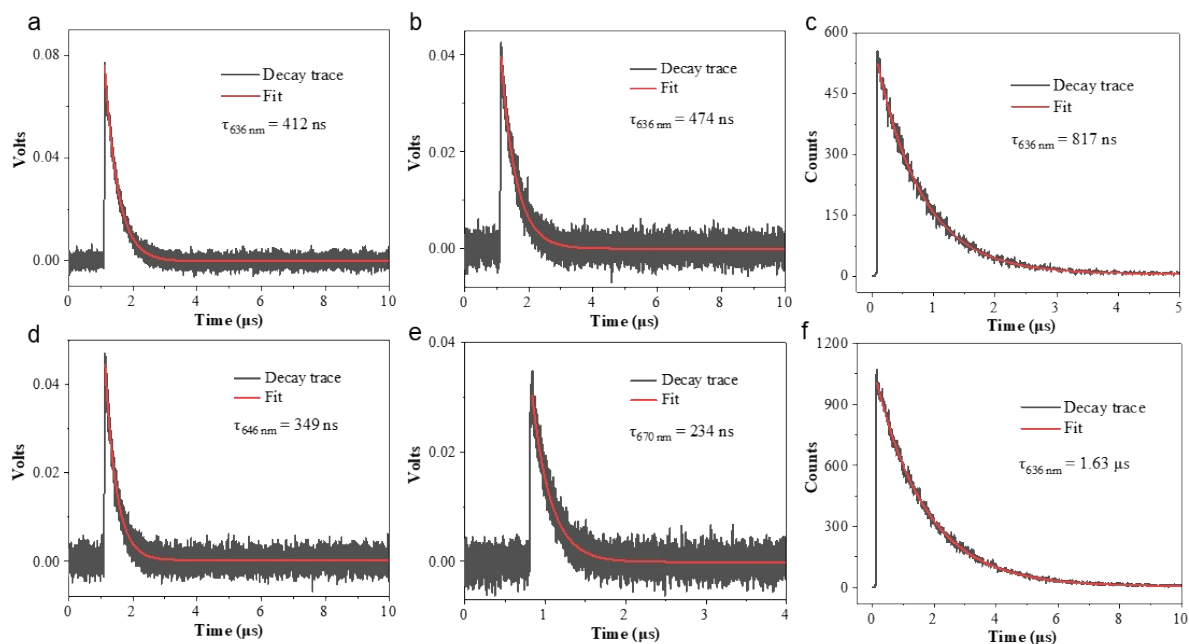 a
0.08
0.04
0.00
Volts
0 2 4 6 8 10
Time (µs)
Decay trace
Fit
τ636 nm = 412 ns
b
0.04
0.02
0.00
Volts
0 2 4 6 8 10
Time (µs)
Decay trace
Fit
τ636 nm = 474 ns
c
600
450
300
150
0
Counts
0 1 2 3 4 5
Time (µs)
Decay trace
Fit
τ636 nm = 817 ns
d
0.04
0.02
0.00
Volts
0 2 4 6 8 10
Time (µs)
Decay trace
Fit
τ646 nm = 349 ns
e
0.04
0.02
0.00
Volts
0 1 2 3 4
Time (µs)
Decay trace
Fit
τ670 nm = 234 ns
f
1200
900
600
300
0
Counts
0 2 4 6 8 10
Time (µs)
Decay trace
Fit
τ636 nm = 1.63 µs